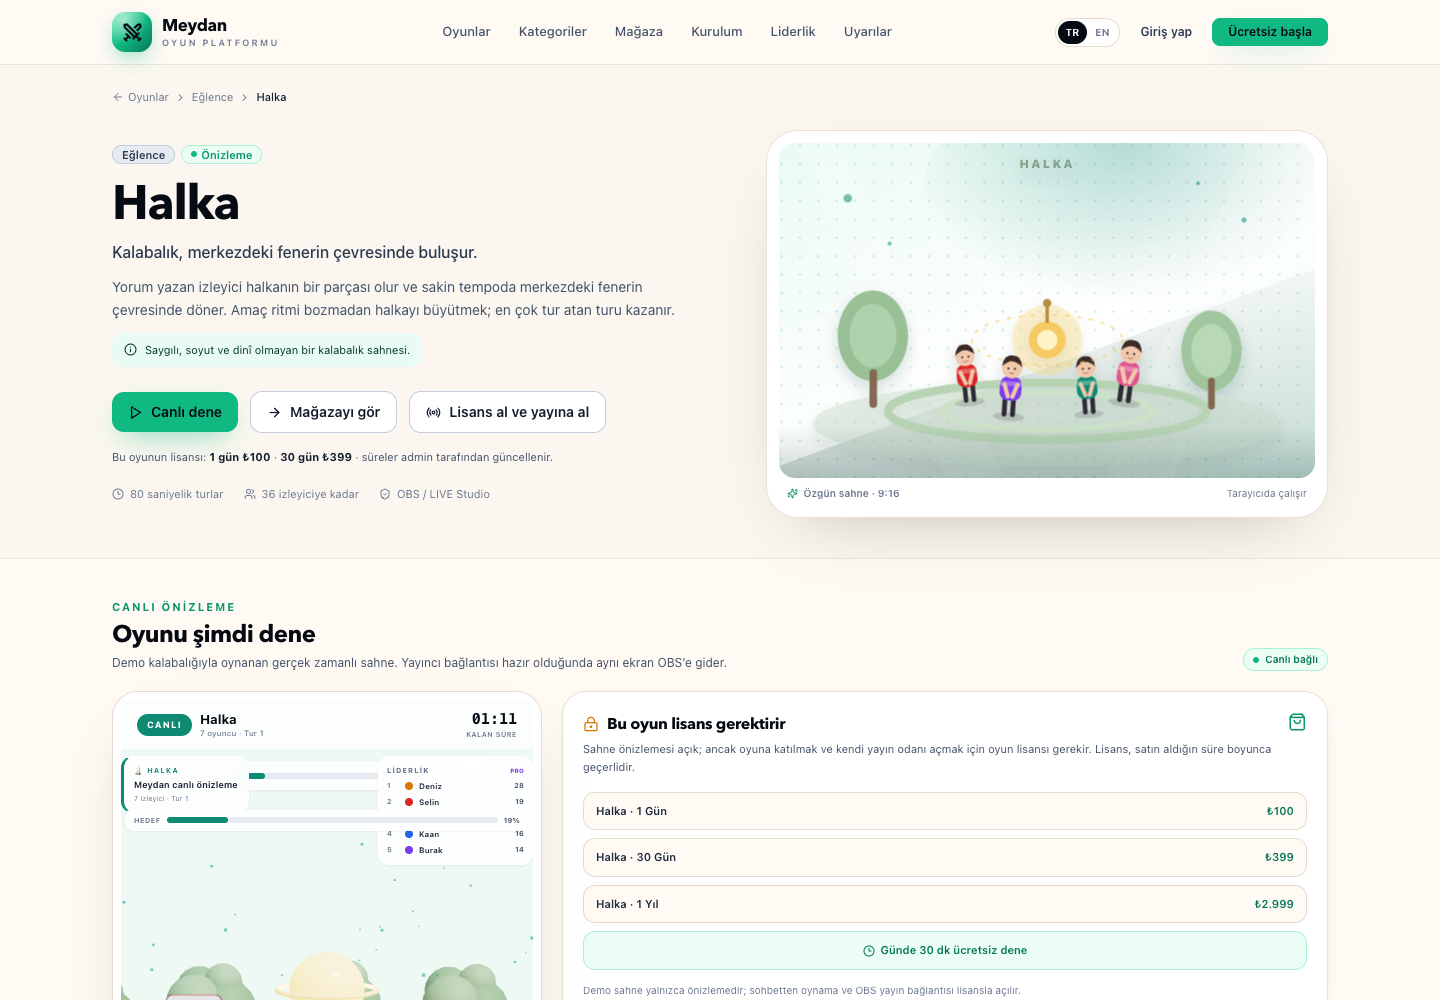 Meydan
OYUN PLATFORMU
Oyunlar
Kategoriler
Mağaza
Kurulum
Liderlik
Uyarılar
TR EN
Giriş yap
Ücretsiz başla
Oyunlar > Eğlence > Halka
Eğlence
Önizleme
Halka
Kalabalık, merkezdeki fenerin çevresinde buluşur.
Yorum yazan izleyici halkanın bir parçası olur ve sakin tempoda merkezdeki fenerin
çevresinde döner. Amaç ritmi bozmadan halkayı büyütmek; en çok tur atan turu kazanır.
Saygılı, soyut ve dinî olmayan bir kalabalık sahnesi.
Canlı dene
Mağazayı gör
Lisans al ve yayına al
Bu oyunun lisansı: 1 gün ₺100 · 30 gün ₺399 · süreler admin tarafından güncellenir.
80 saniyelik turlar
36 izleyiciye kadar
OBS / LIVE Studio
HALKA
Özgün sahne · 9:16
Tarayıcıda çalışır
CANLI ÖNİZLEME
Oyunu şimdi dene
Demo kalabalığıyla oynanan gerçek zamanlı sahne. Yayıncı bağlantısı hazır olduğunda aynı ekran OBS'e gider.
Canlı bağlı
CANLI
Halka
7 oyuncu · Tur 1
01:11
KALAN SÜRE
HALKA
Meydan canlı önizleme
7 izleyici · Tur 1
HEDEF
19%
LİDERLİK
PRO
1 Deniz 28
2 Selin 19
4 Kaan 16
5 Burak 14
Bu oyun lisans gerektirir
Sahne önizlemesi açık; ancak oyuna katılmak ve kendi yayın odanı açmak için oyun lisansı gerekir. Lisans, satın aldığın süre boyunca
geçerlidir.
Halka · 1 Gün ₺100
Halka · 30 Gün ₺399
Halka · 1 Yıl ₺2.999
Günde 30 dk ücretsiz dene
Demo sahne yalnızca önizlemedir; sohbetten oynama ve OBS yayın bağlantısı lisansla açılır.